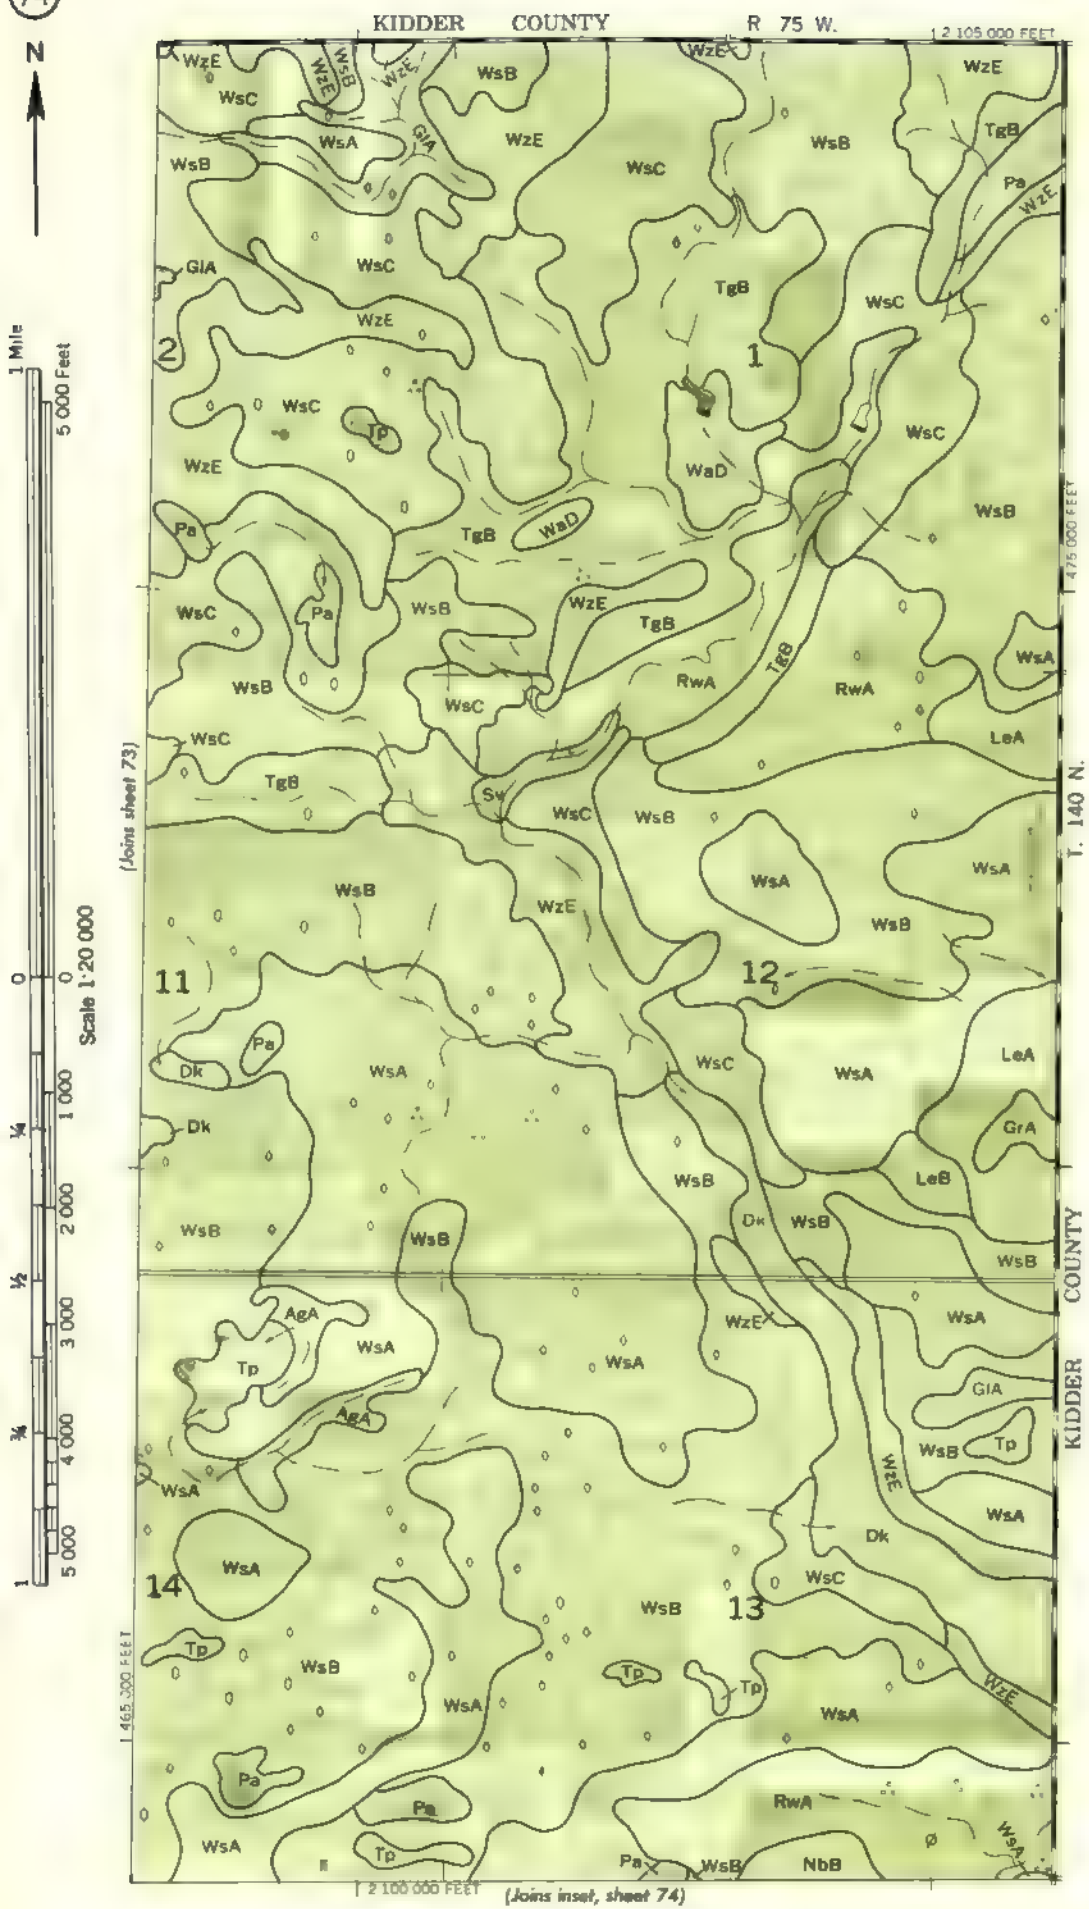 A
KIDDER COUNTY R 75 W.
2 105 000 FEET
N
WzE
WzE
WsB
WzE
WsB
WzE
WzE
WsC
WsA
GlA
WzE
WsB
TgB
WsB
WsC
Pa
WzE
GlA
WsC
TgB
WsC
WzE
2
1
1 Mile
5 000 Feet
WsC
Tp
WsC
WzE
WaD
Pa
TgB
WaD
WsB
475 000 FEET
WsC
Pa
WsB
WzE
TgB
TgB
WsA
WsB
WsC
RwA
RwA
WsC
LeA
TgB
Sv
WsC
WsB
(Joins sheet 73)
T. 140 N.
WsB
WsA
WsA
WzE
WsB
11
12
0
0
Scale 1:20 000
Pa
Dk
WsA
WsC
WsA
LeA
1 000
¼
Dk
GrA
WsB
LeB
WsB
WsB
Dk
WsB
WsB
2 000
½
KIDDER COUNTY
AgA
WzE
WsA
3 000
Tp
WsA
WsA
GlA
AgA
¾
4 000
WsB
Tp
WzE
WsA
WsA
5 000
1
Dk
WsA
14
WsC
WsB
13
Tp
WsB
Tp
Tp
WzE
WsA
WsA
465 000 FEET
Pa
Pa
RwA
WsA
WsA
Tp
Pa
WsB
NbB
2 100 000 FEET
(Joins inset, sheet 74)